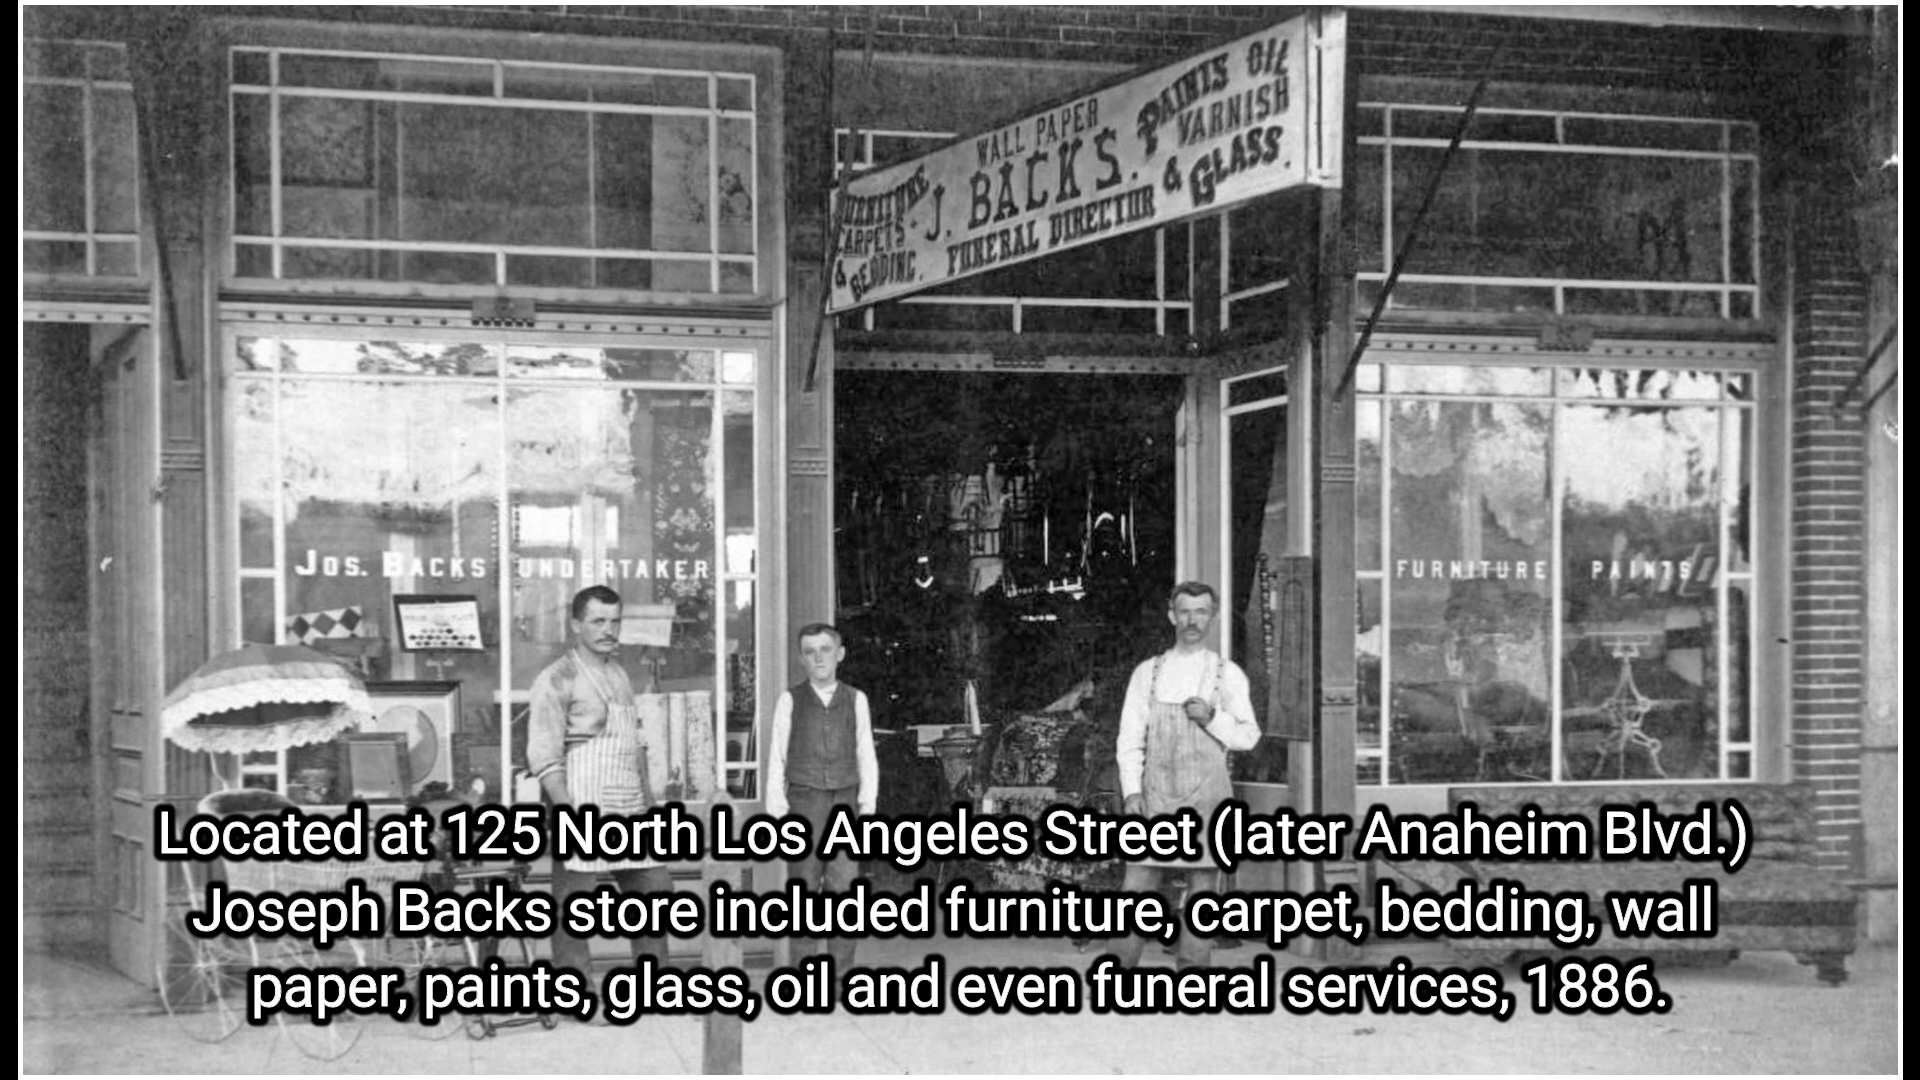 WALL PAPER
PAINTS OIL
VARNISH
& GLASS.
FURNITURE
CARPETS
& BEDDING.
J. BACKS.
FUNERAL DIRECTOR
JOS. BACKS UNDERTAKER
FURNITURE PAINTS
Located at 125 North Los Angeles Street (later Anaheim Blvd.)
Joseph Backs store included furniture, carpet, bedding, wall
paper, paints, glass, oil and even funeral services, 1886.